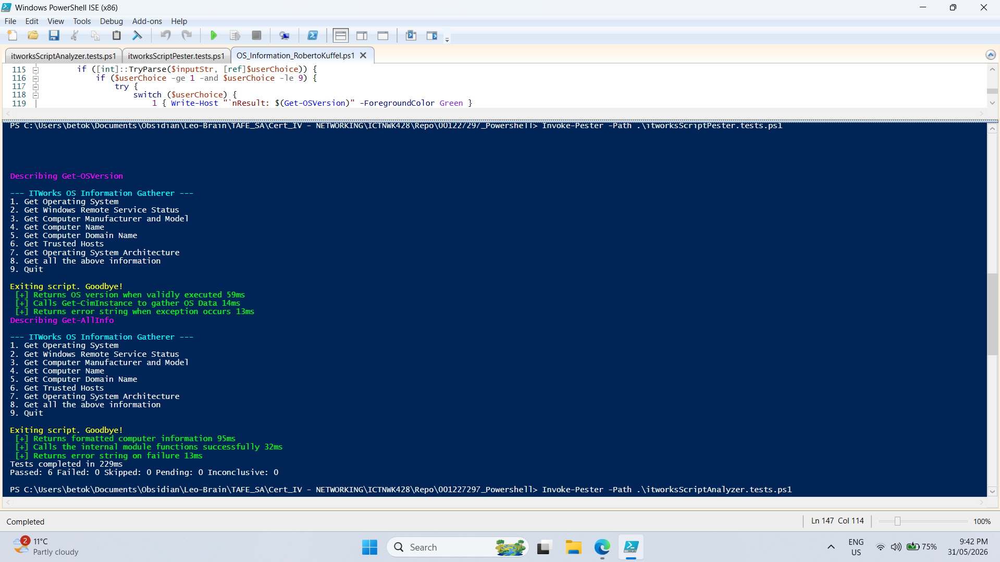 Windows PowerShell ISE (x86)
File Edit View Tools Debug Add-ons Help
itworksScriptAnalyzer.tests.ps1 itworksScriptPester.tests.ps1 OS_Information_RobertoKuffel.ps1
115 if ([int]::TryParse($inputStr, [ref]$userChoice)) {
116 if ($userChoice -ge 1 -and $userChoice -le 9) {
117 try {
118 switch ($userChoice) {
119 1 { Write-Host "`nResult: $(Get-OSVersion)" -ForegroundColor Green }
PS C:\Users\betok\Documents\Obsidian\Leo-Brain\TAFE_SA\Cert_IV - NETWORKING\ICTNWK428\Repo\001227297_Powershell> Invoke-Pester -Path .\itworksScriptPester.tests.ps1
Describing Get-OSVersion
--- ITWorks OS Information Gatherer ---
1. Get Operating System
2. Get Windows Remote Service Status
3. Get Computer Manufacturer and Model
4. Get Computer Name
5. Get Computer Domain Name
6. Get Trusted Hosts
7. Get Operating System Architecture
8. Get all the above information
9. Quit
Exiting script. Goodbye!
[+] Returns OS version when validly executed 59ms
[+] Calls Get-CimInstance to gather OS Data 14ms
[+] Returns error string when exception occurs 13ms
Describing Get-AllInfo
--- ITWorks OS Information Gatherer ---
1. Get Operating System
2. Get Windows Remote Service Status
3. Get Computer Manufacturer and Model
4. Get Computer Name
5. Get Computer Domain Name
6. Get Trusted Hosts
7. Get Operating System Architecture
8. Get all the above information
9. Quit
Exiting script. Goodbye!
[+] Returns formatted computer information 95ms
[+] Calls the internal module functions successfully 32ms
[+] Returns error string on failure 13ms
Tests completed in 229ms
Passed: 6 Failed: 0 Skipped: 0 Pending: 0 Inconclusive: 0
PS C:\Users\betok\Documents\Obsidian\Leo-Brain\TAFE_SA\Cert_IV - NETWORKING\ICTNWK428\Repo\001227297_Powershell> Invoke-Pester -Path .\itworksScriptAnalyzer.tests.ps1
Completed Ln 147 Col 114 100%
2 11°C
Partly cloudy
Search
ENG
US
75%
9:42 PM
31/05/2026